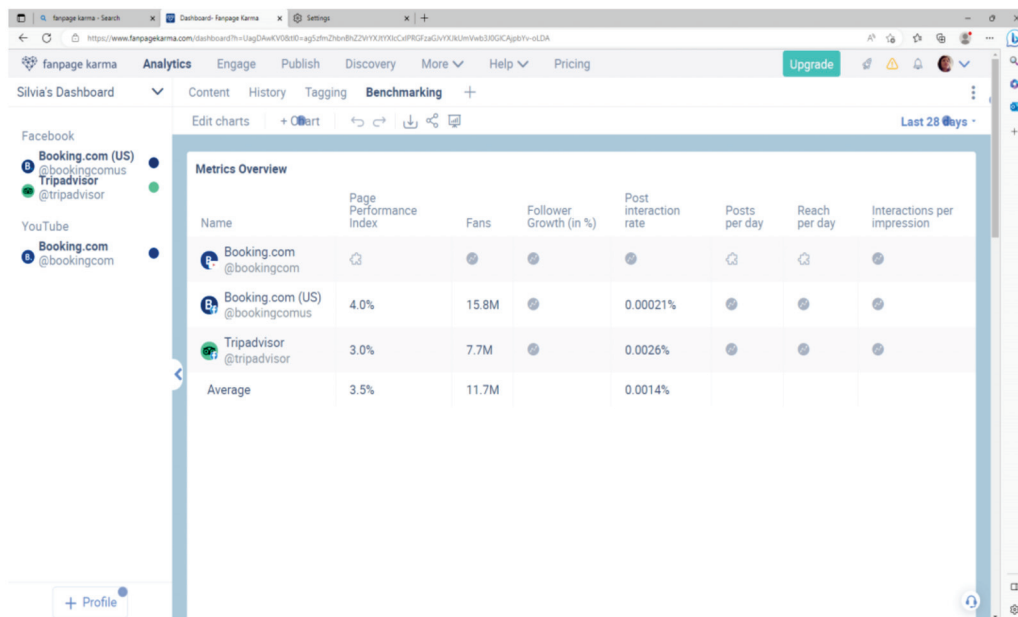 fanpage karma - Search
Dashboard- Fanpage Karma
Settings
fanpage karma
Analytics
Engage
Publish
Discovery
More
Help
Pricing
Upgrade
Silvia's Dashboard
Content
History
Tagging
Benchmarking
Edit charts
Last 28 days
Facebook
Booking.com (US)
@bookingcomus
Tripadvisor
@tripadvisor
YouTube
Booking.com
@bookingcom
+ Profile
Metrics Overview
Name
Page Performance Index
Fans
Follower Growth (in %)
Post interaction rate
Posts per day
Reach per day
Interactions per impression
Booking.com
@bookingcom
Booking.com (US) 4.0% 15.8M 0.00021%
@bookingcomus
Tripadvisor 3.0% 7.7M 0.0026%
@tripadvisor
Average 3.5% 11.7M 0.0014%